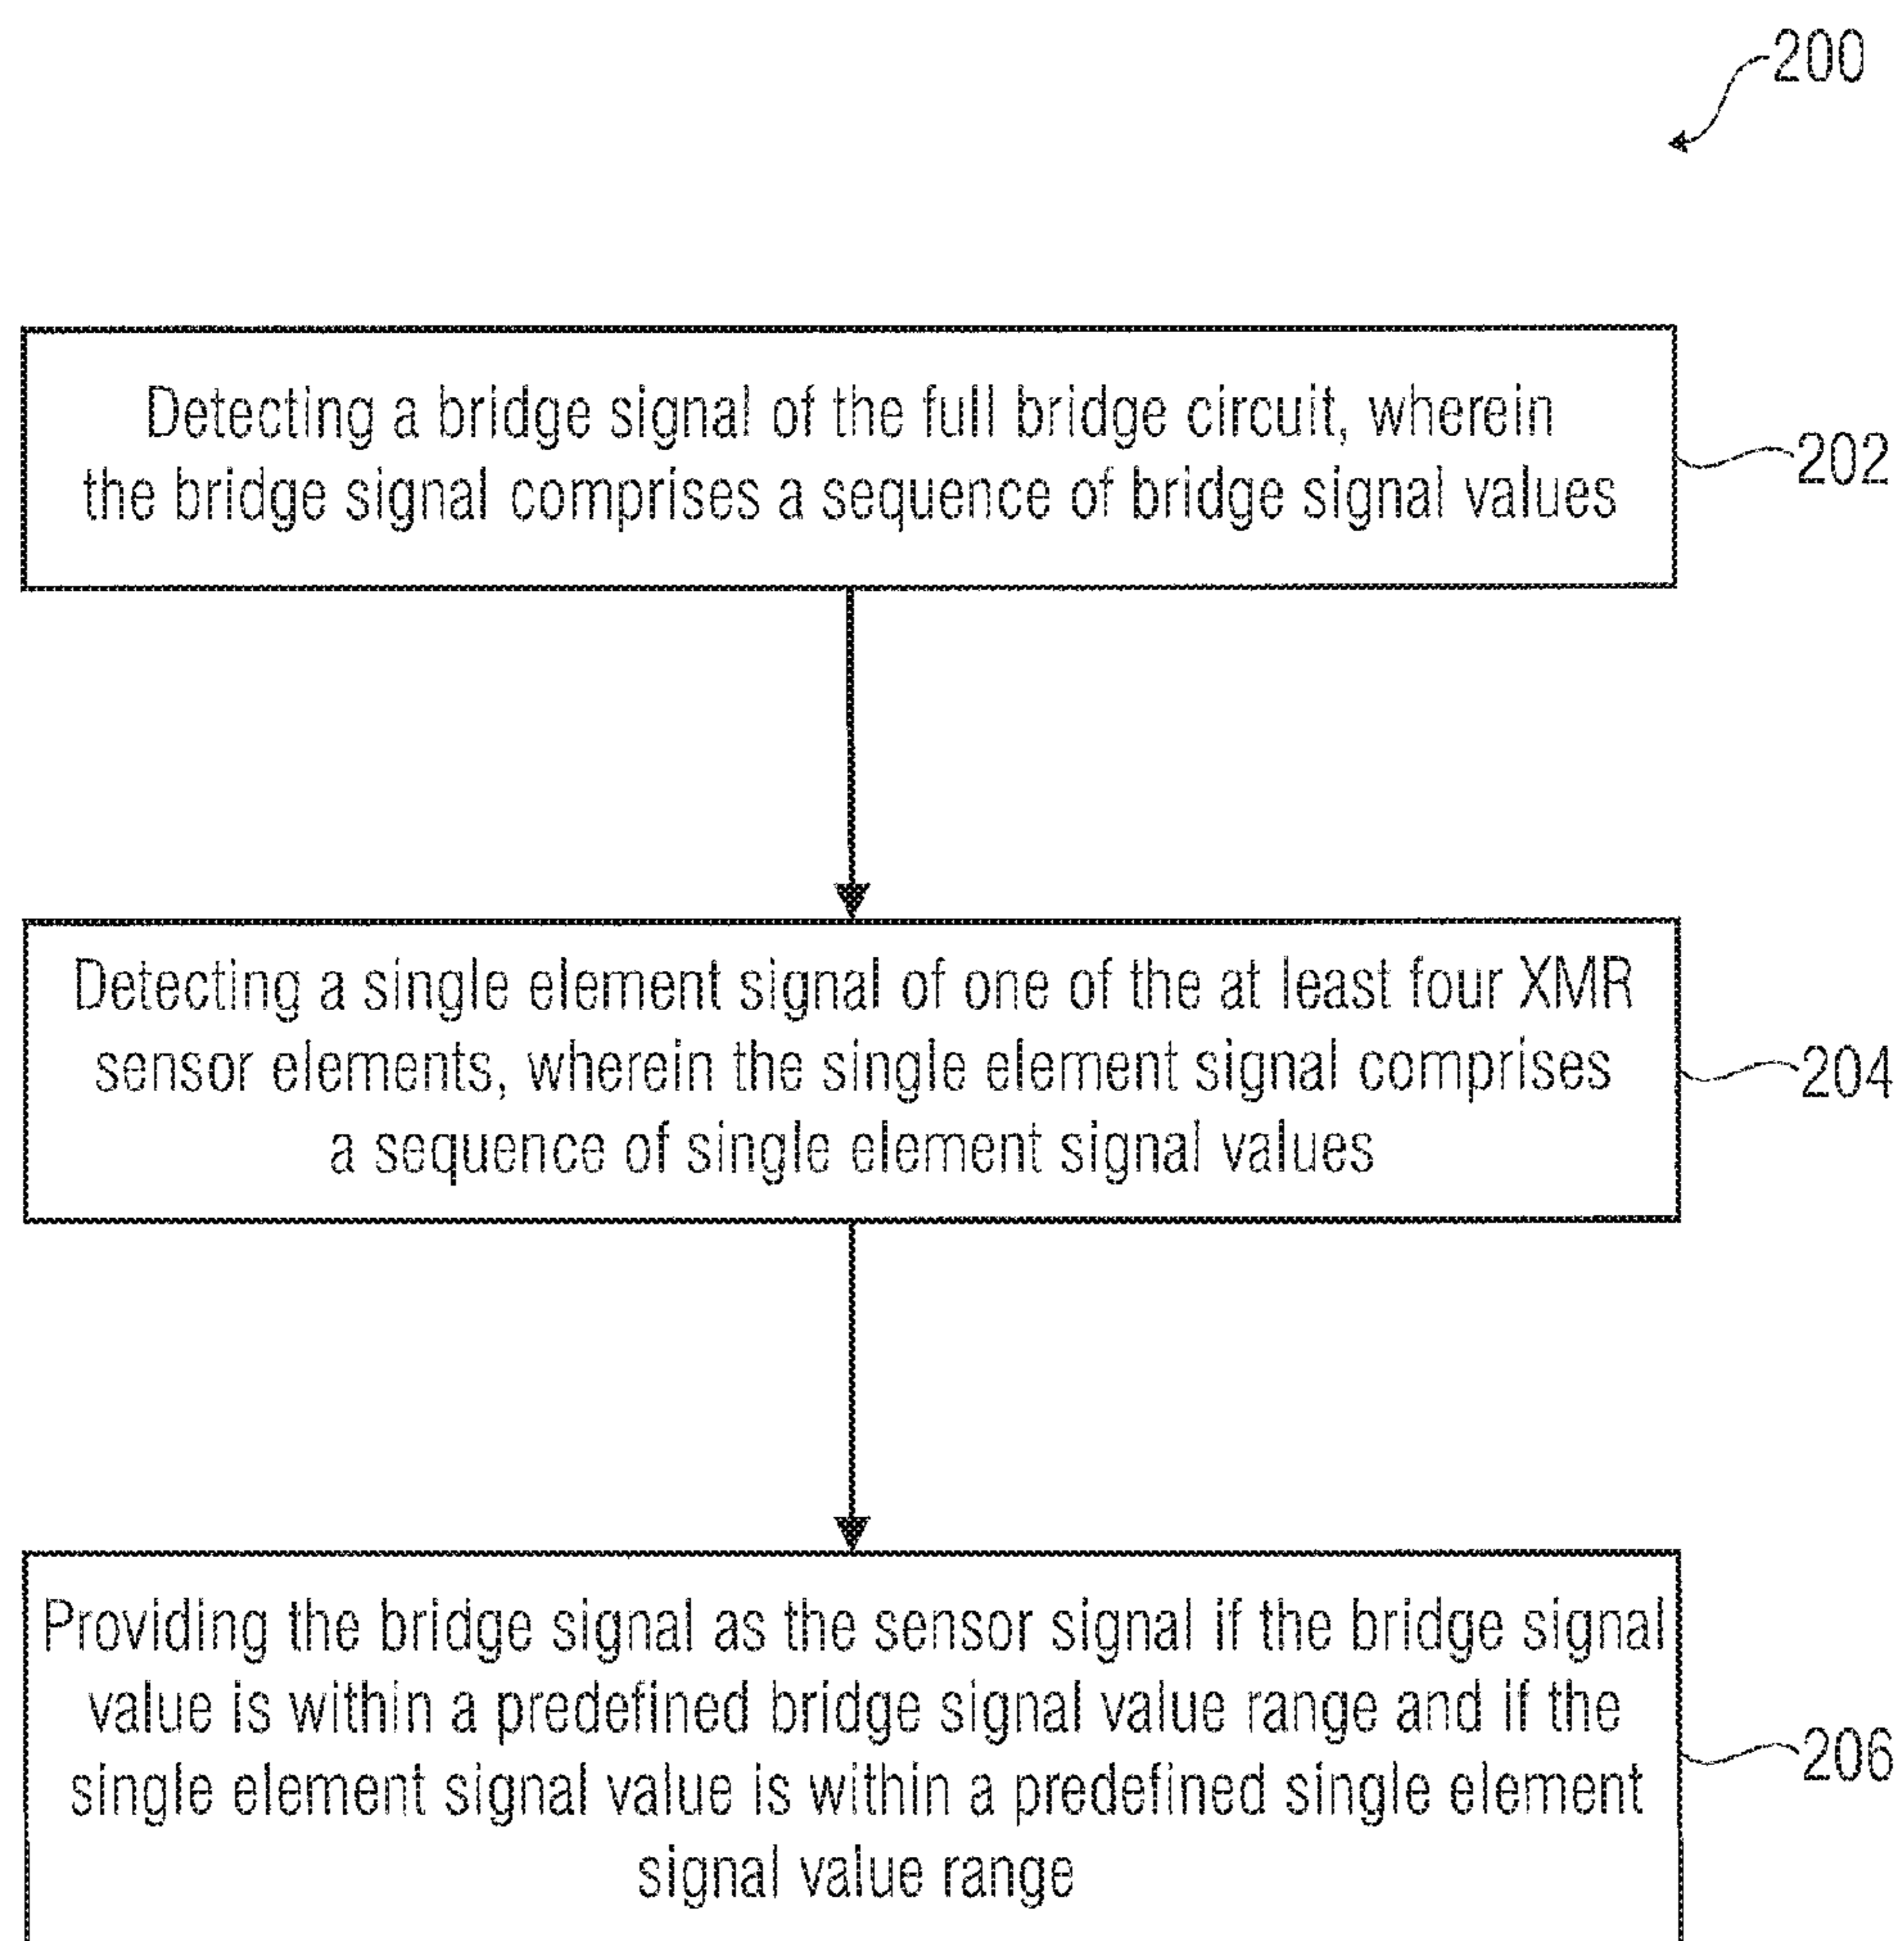 200
Detecting a bridge signal of the full bridge circuit, wherein
the bridge signal comprises a sequence of bridge signal values
202
Detecting a single element signal of one of the at least four XMR
sensor elements, wherein the single element signal comprises
a sequence of single element signal values
204
Providing the bridge signal as the sensor signal if the bridge signal
value is within a predefined bridge signal value range and if the
single element signal value is within a predefined single element
signal value range
206